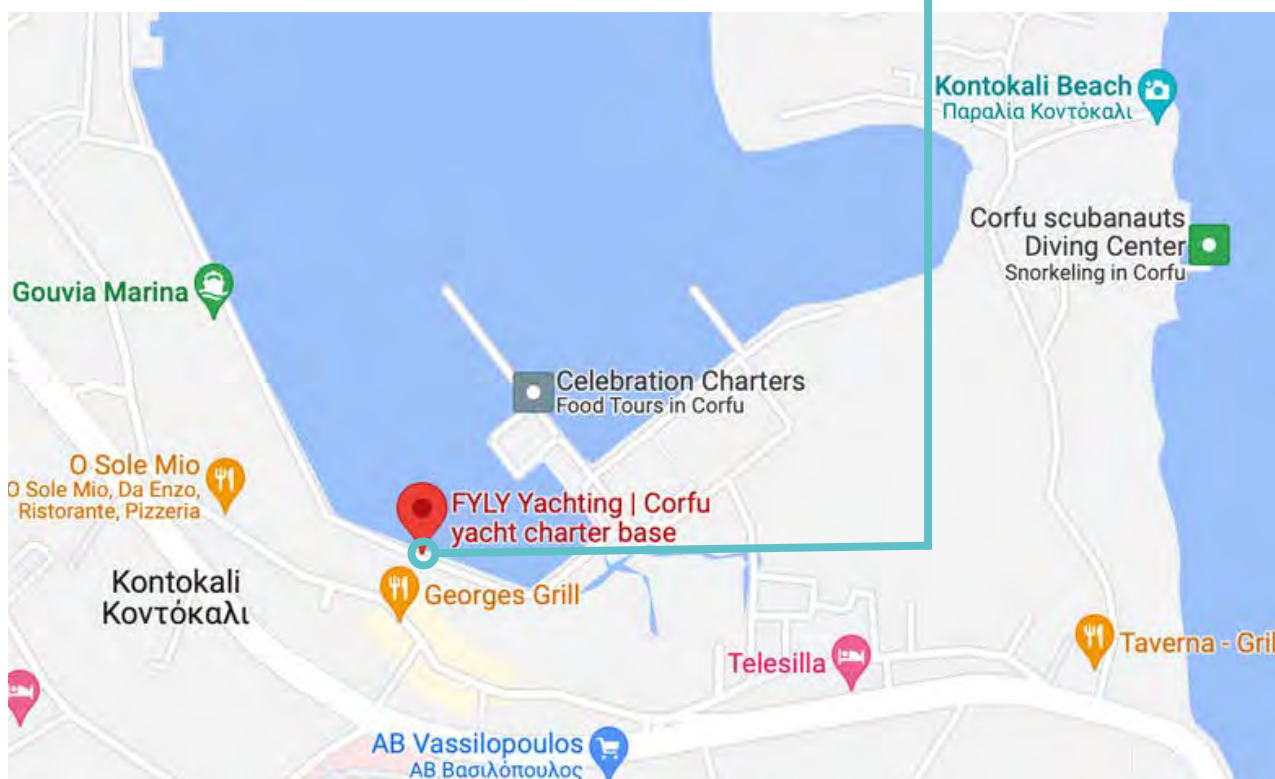 Kontokali Beach
Παραλία Κοντόκαλι
Corfu scubanauts
Diving Center
Snorkeling in Corfu
Gouvia Marina
Celebration Charters
Food Tours in Corfu
O Sole Mio
O Sole Mio, Da Enzo,
Ristorante, Pizzeria
FYLY Yachting | Corfu
yacht charter base
Kontokali
Κοντόκαλι
Georges Grill
Telesilla
Taverna - Gril
AB Vassilopoulos
ΑΒ Βασιλόπουλος